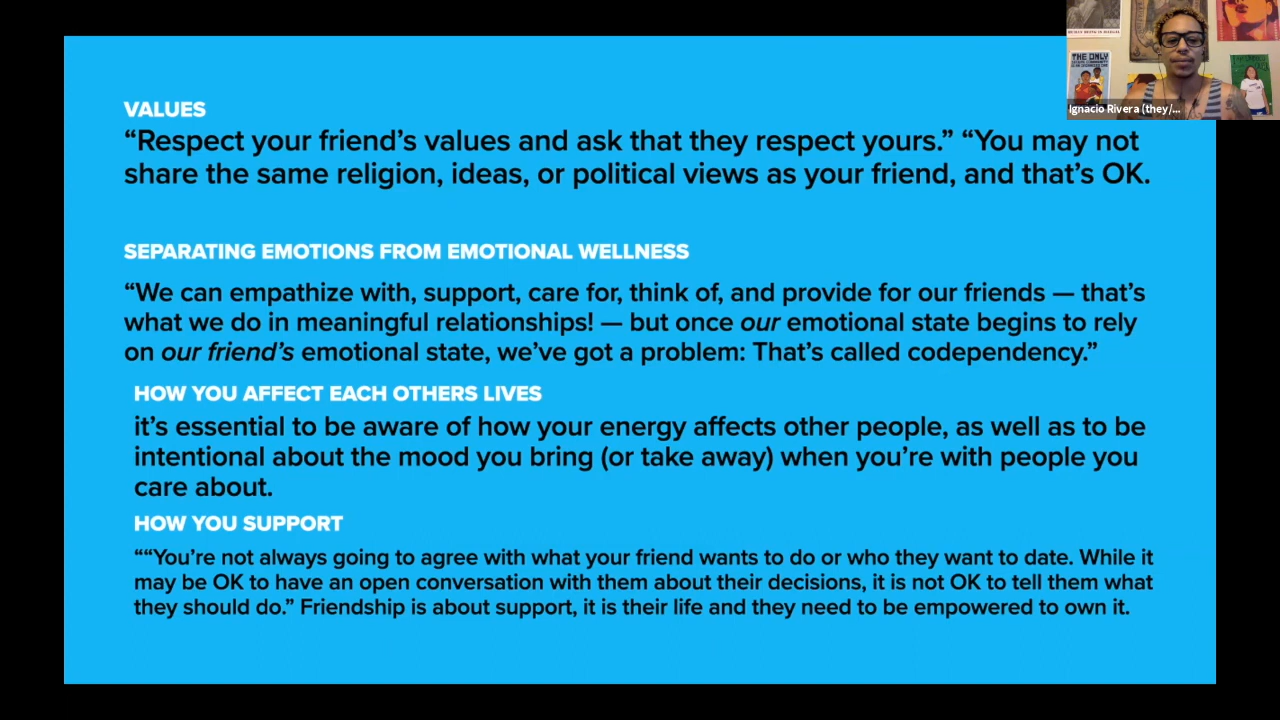 VALUES
“Respect your friend’s values and ask that they respect yours.” “You may not
share the same religion, ideas, or political views as your friend, and that’s OK.
SEPARATING EMOTIONS FROM EMOTIONAL WELLNESS
“We can empathize with, support, care for, think of, and provide for our friends — that’s
what we do in meaningful relationships! — but once our emotional state begins to rely
on our friend’s emotional state, we’ve got a problem: That’s called codependency.”
HOW YOU AFFECT EACH OTHERS LIVES
it’s essential to be aware of how your energy affects other people, as well as to be
intentional about the mood you bring (or take away) when you’re with people you
care about.
HOW YOU SUPPORT
““You’re not always going to agree with what your friend wants to do or who they want to date. While it
may be OK to have an open conversation with them about their decisions, it is not OK to tell them what
they should do.” Friendship is about support, it is their life and they need to be empowered to own it.
THE ONLY
Ignacio Rivera (they/...